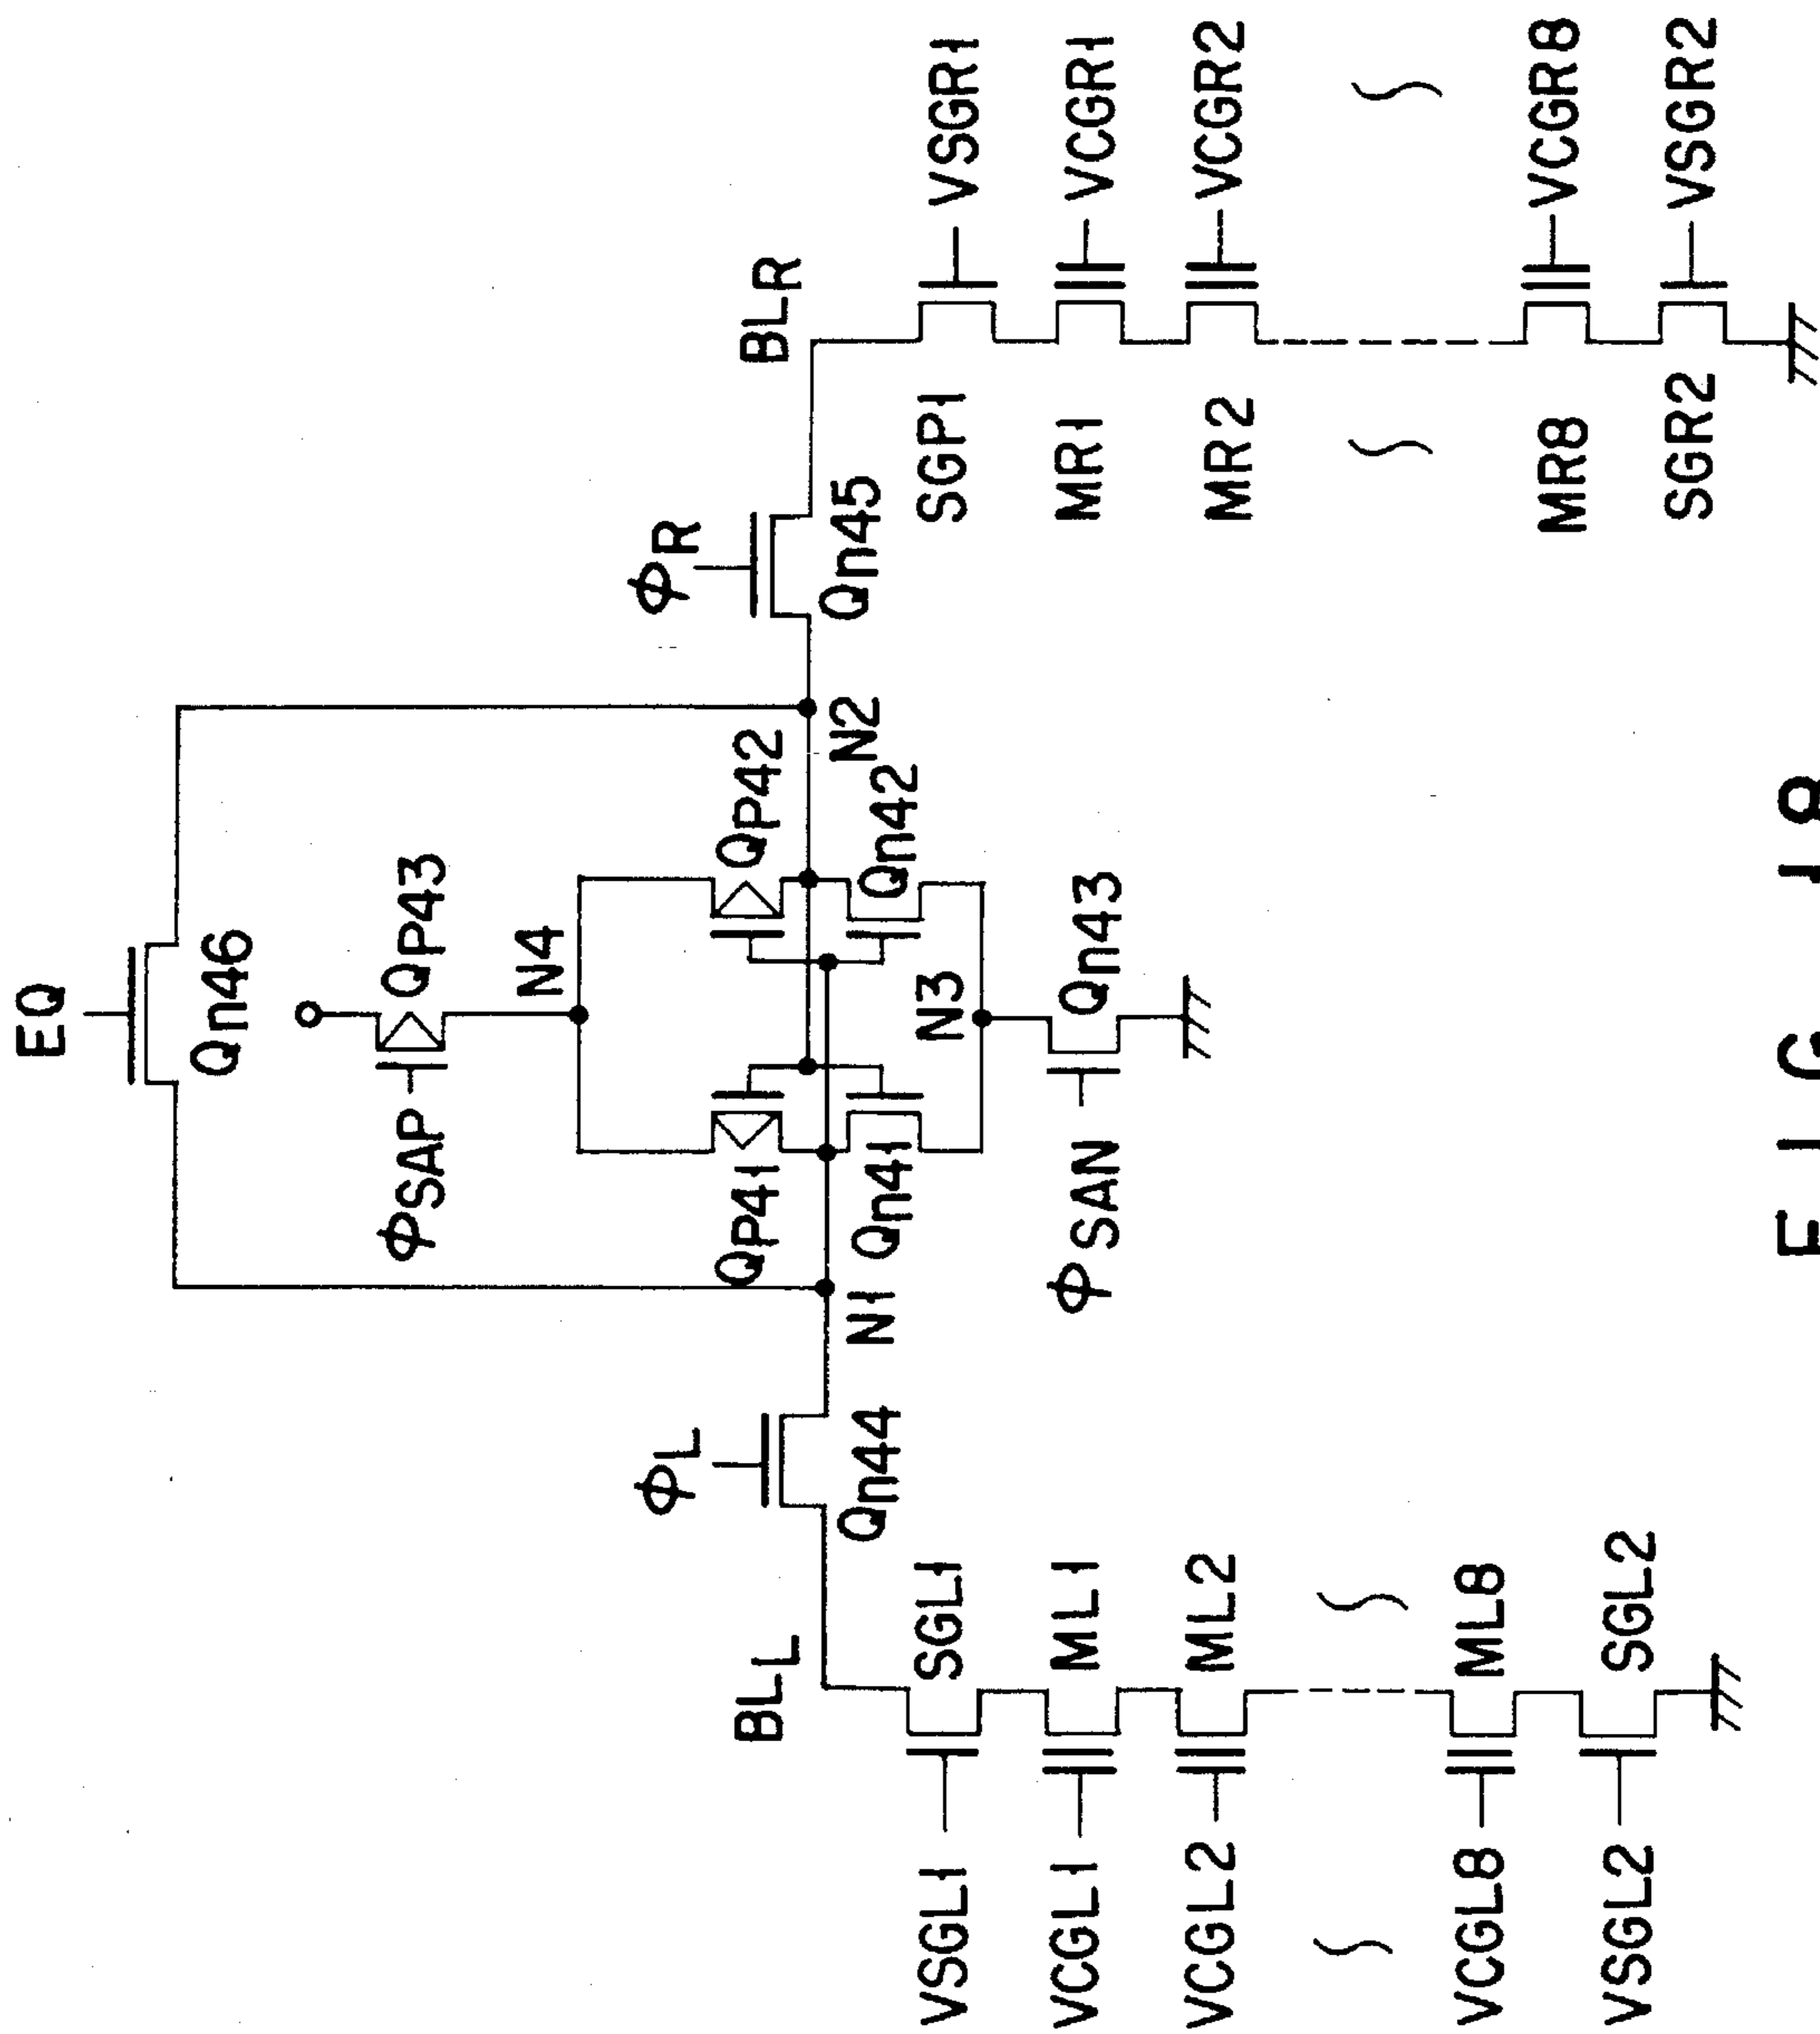 EQ
Qn46
φSAP
QP43
N4
φL
φR
BLL
QP41
QP42
BLR
N1
N2
Qn44
Qn41
Qn42
Qn45
VSGL1
SGL1
N3
SGP1
VSGR1
VCGL1
ML1
φSAN
Qn43
MR1
VCGR1
VCGL2
ML2
MR2
VCGR2
VCGL8
ML8
MR8
VCGR8
VSGL2
SGL2
SGR2
VSGR2
FIG 18